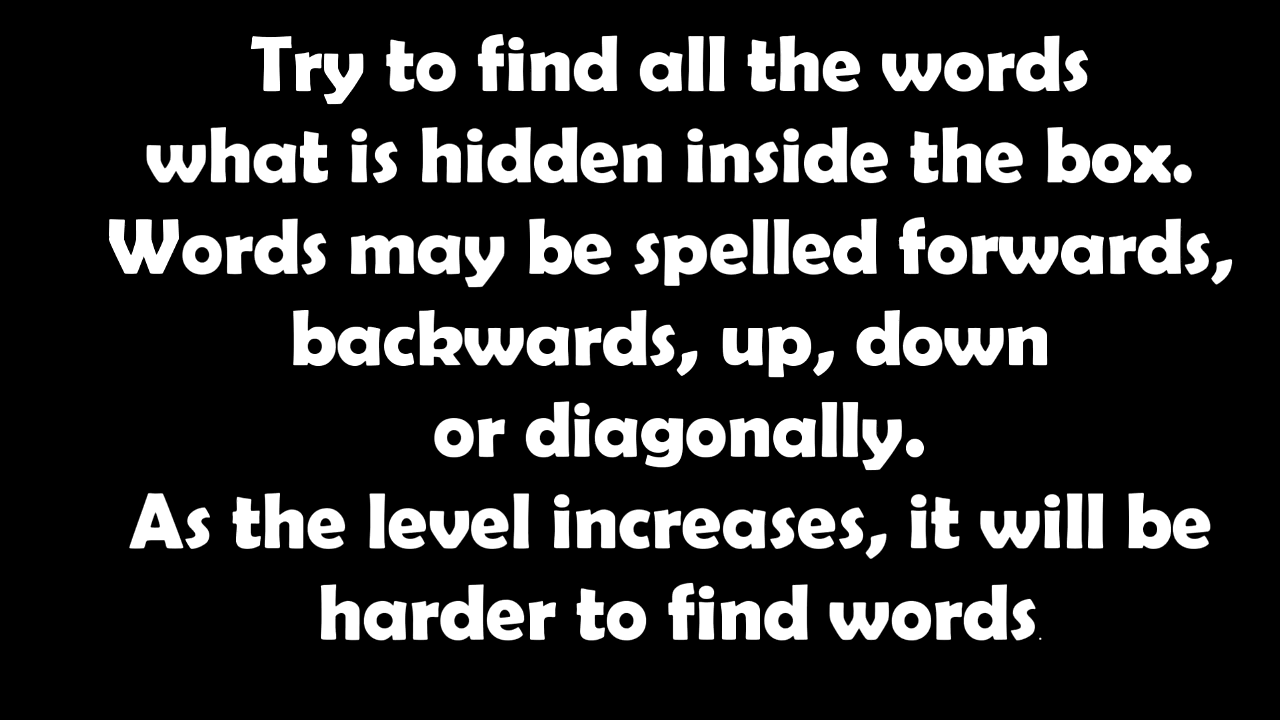 Try to find all the words
what is hidden inside the box.
Words may be spelled forwards,
backwards, up, down
or diagonally.
As the level increases, it will be
harder to find words.